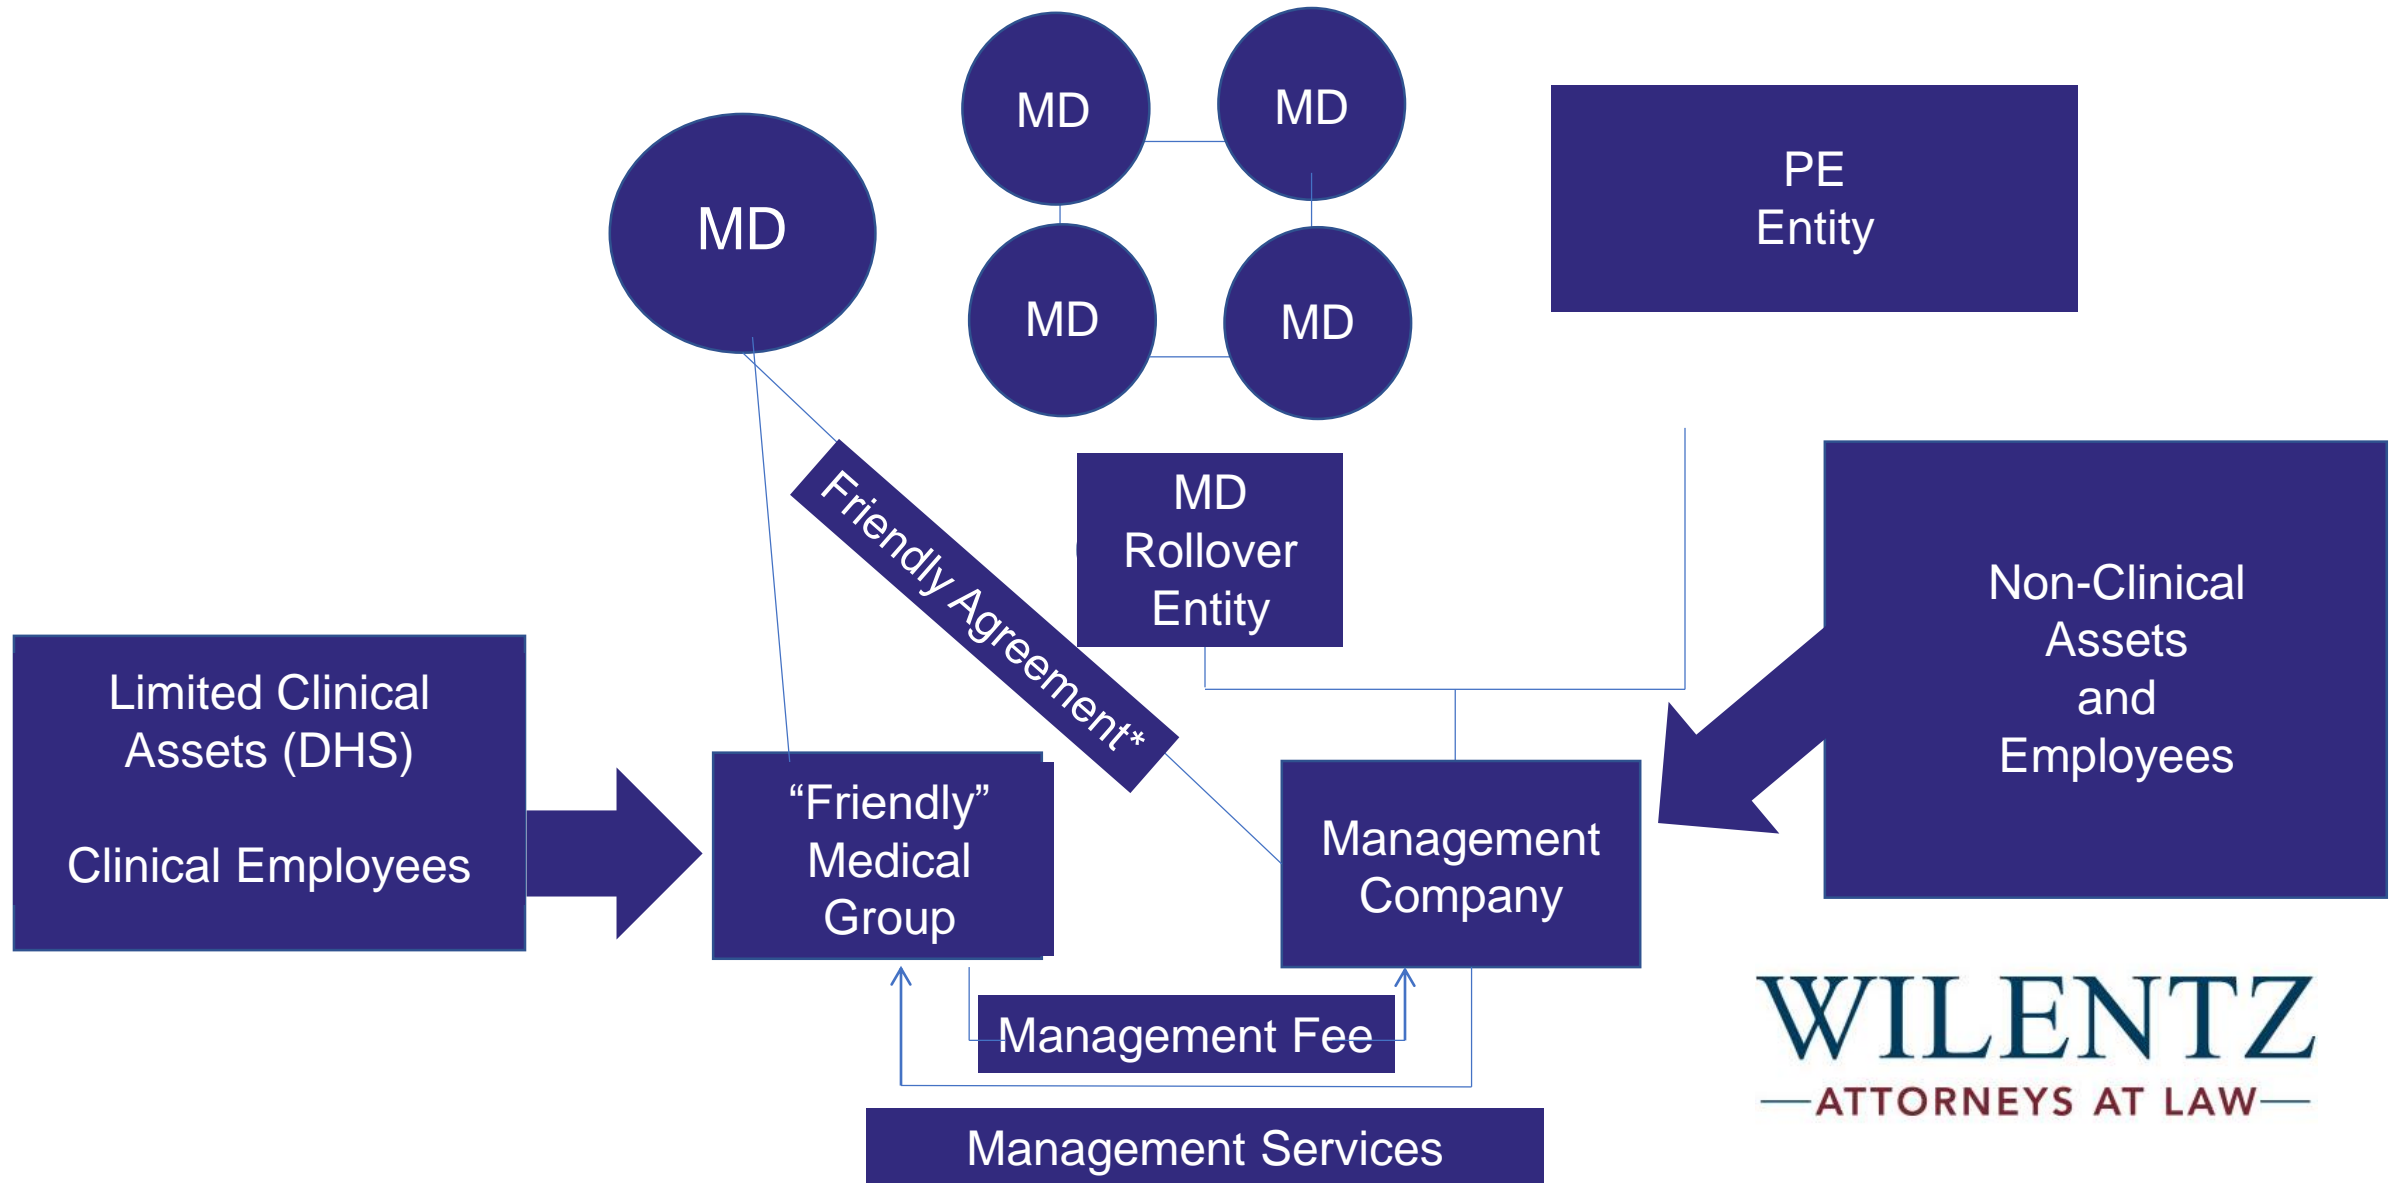 MD
MD
MD
MD
MD
PE
Entity
Friendly Agreement*
MD
Rollover
Entity
Non-Clinical
Assets
and
Employees
Limited Clinical
Assets (DHS)
Clinical Employees
“Friendly”
Medical
Group
Management
Company
Management Fee
Management Services
WILENTZ
ATTORNEYS AT LAW